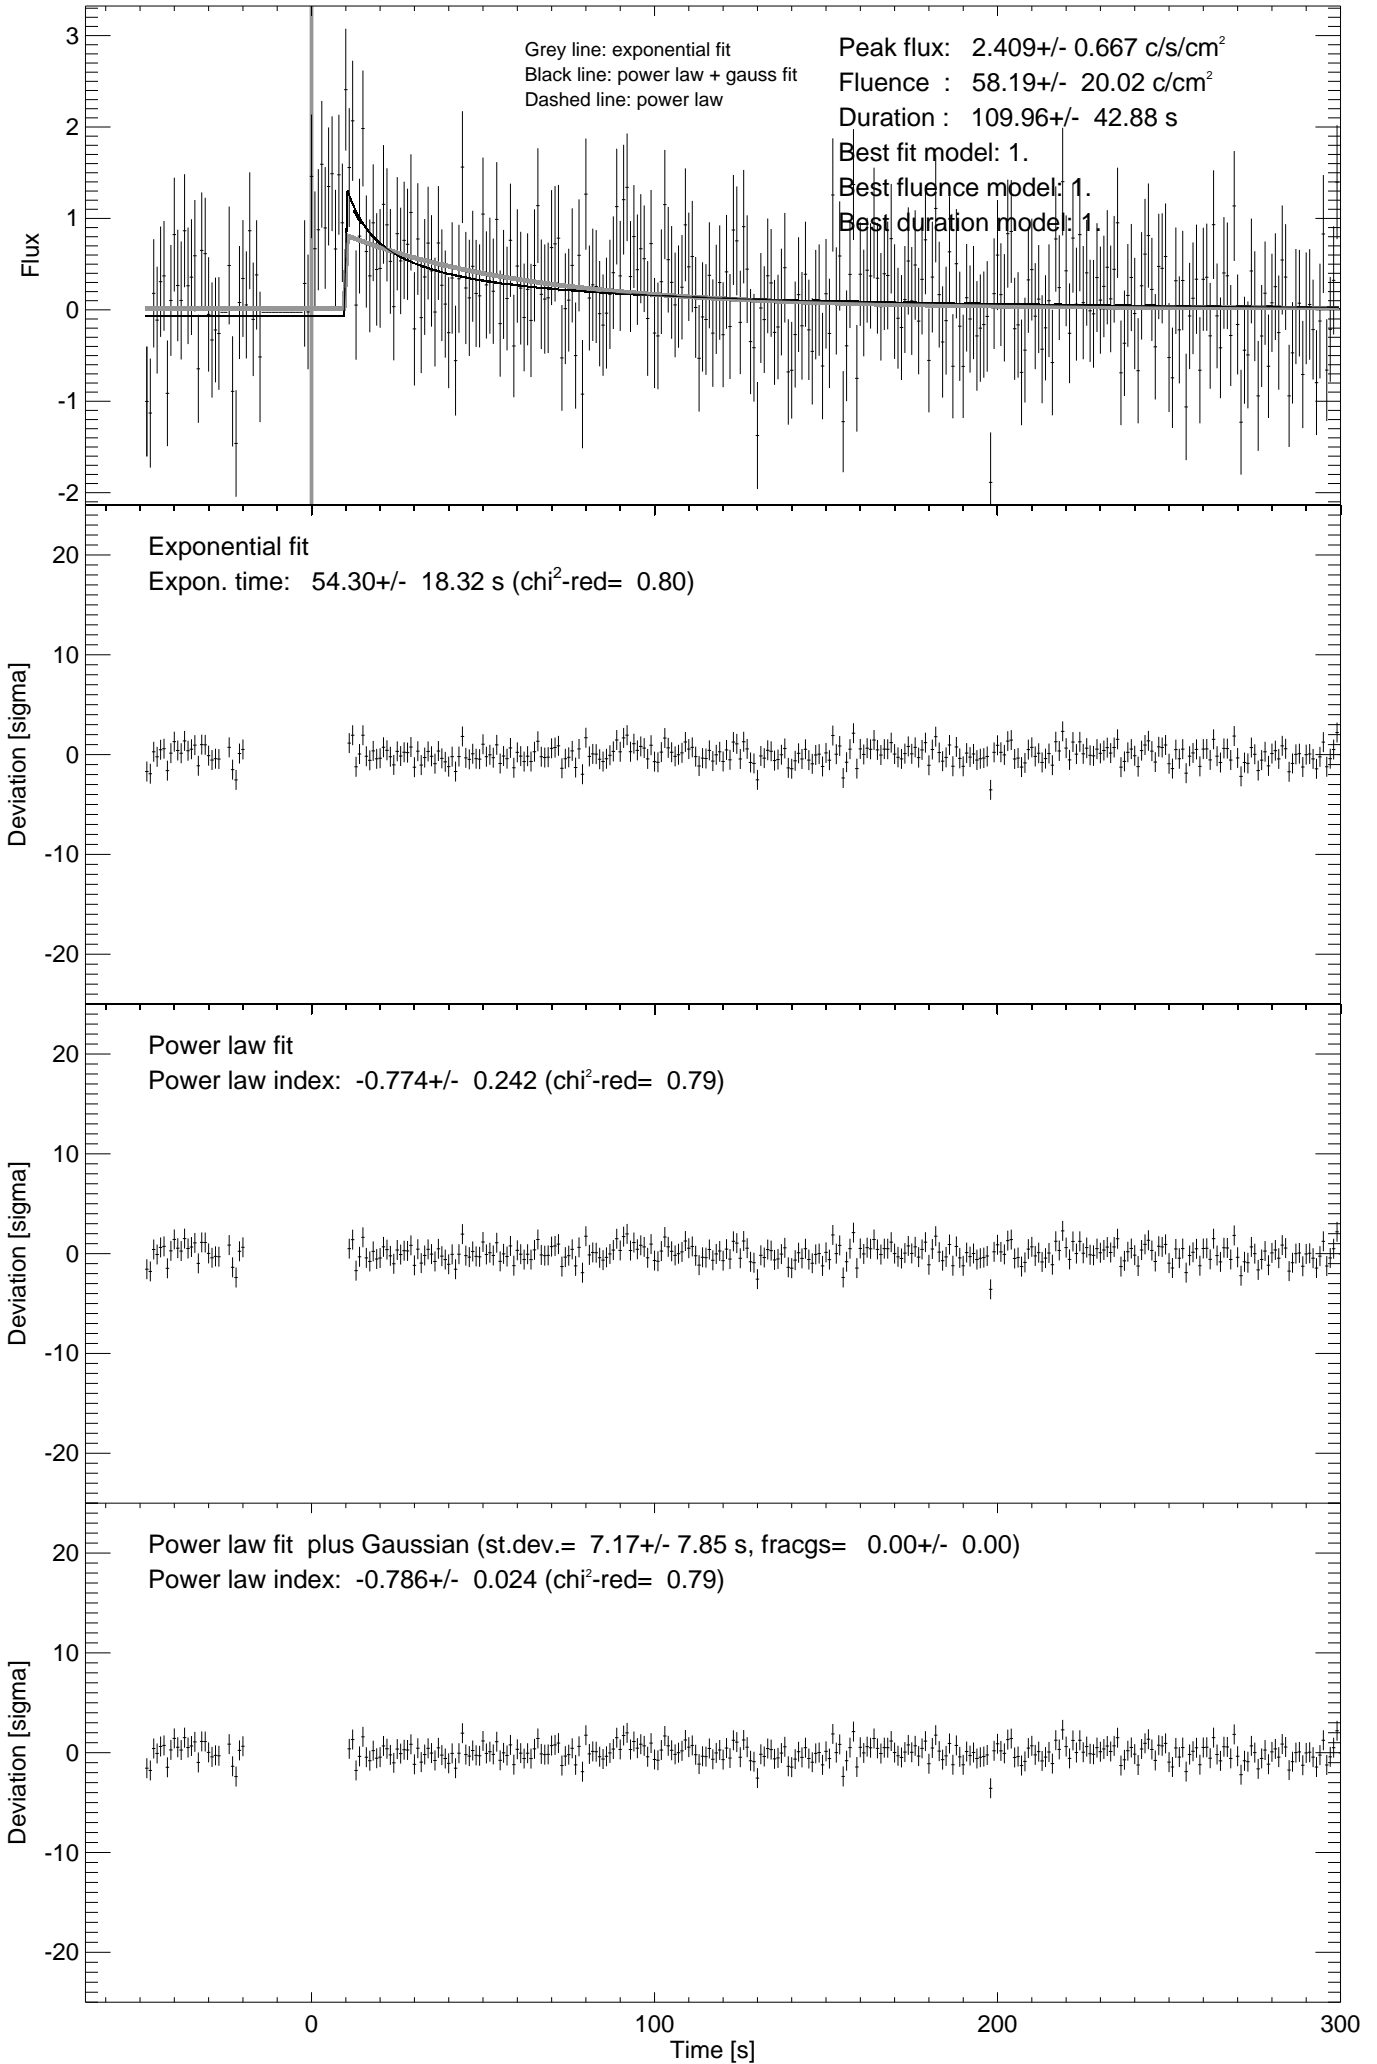 Grey line: exponential fit
Black line: power law + gauss fit
Dashed line: power law
Peak flux: 2.409+/- 0.667 c/s/cm²
Fluence : 58.19+/- 20.02 c/cm²
Duration : 109.96+/- 42.88 s
Best fit model: 1.
Best fluence model: 1.
Best duration model: 1.
3
2
1
0
-1
-2
Flux
Exponential fit
Expon. time: 54.30+/- 18.32 s (chi²-red= 0.80)
20
10
0
-10
-20
Deviation [sigma]
Power law fit
Power law index: -0.774+/- 0.242 (chi²-red= 0.79)
20
10
0
-10
-20
Deviation [sigma]
Power law fit plus Gaussian (st.dev.= 7.17+/- 7.85 s, fracgs= 0.00+/- 0.00)
Power law index: -0.786+/- 0.024 (chi²-red= 0.79)
20
10
0
-10
-20
Deviation [sigma]
0 100 200 300
Time [s]